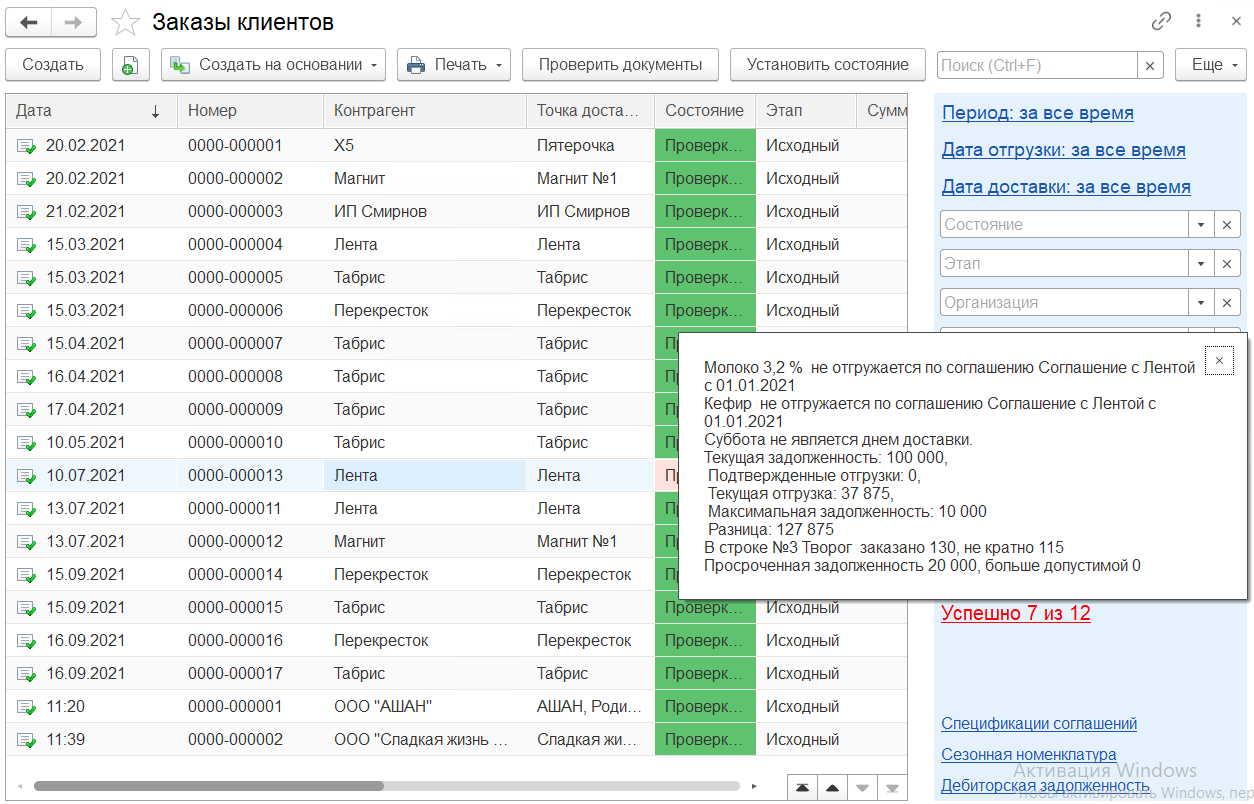 Заказы клиентов
Создать Создать на основании Печать Проверить документы Установить состояние Поиск (Ctrl+F) Еще
Дата Номер Контрагент Точка доста... Состояние Этап Сумм
20.02.2021 0000-000001 X5 Пятерочка Проверк... Исходный
20.02.2021 0000-000002 Магнит Магнит №1 Проверк... Исходный
21.02.2021 0000-000003 ИП Смирнов ИП Смирнов Проверк... Исходный
15.03.2021 0000-000004 Лента Лента Проверк... Исходный
15.03.2021 0000-000005 Табрис Табрис Проверк... Исходный
15.03.2021 0000-000006 Перекресток Перекресток Проверк... Исходный
15.04.2021 0000-000007 Табрис Табрис
16.04.2021 0000-000008 Табрис Табрис
17.04.2021 0000-000009 Табрис Табрис
10.05.2021 0000-000010 Табрис Табрис
10.07.2021 0000-000013 Лента Лента
13.07.2021 0000-000011 Лента Лента
13.07.2021 0000-000012 Магнит Магнит №1
15.09.2021 0000-000014 Перекресток Перекресток
15.09.2021 0000-000015 Табрис Табрис Проверк... Исходный
16.09.2021 0000-000016 Перекресток Перекресток Проверк... Исходный
16.09.2021 0000-000017 Табрис Табрис Проверк... Исходный
11:20 0000-000001 ООО "АШАН" АШАН, Роди... Проверк... Исходный
11:39 0000-000002 ООО "Сладкая жизнь ... Сладкая жи... Проверк... Исходный
Период: за все время
Дата отгрузки: за все время
Дата доставки: за все время
Состояние
Этап
Организация
Молоко 3,2 % не отгружается по соглашению Соглашение с Лентой
с 01.01.2021
Кефир не отгружается по соглашению Соглашение с Лентой с
01.01.2021
Суббота не является днем доставки.
Текущая задолженность: 100 000,
Подтвержденные отгрузки: 0,
Текущая отгрузка: 37 875,
Максимальная задолженность: 10 000
Разница: 127 875
В строке №3 Творог заказано 130, не кратно 115
Просроченная задолженность 20 000, больше допустимой 0
Успешно 7 из 12
Спецификации соглашений
Сезонная номенклатура
Активация Windows
Дебиторская задолженность
Чтобы активировать Windows, пер